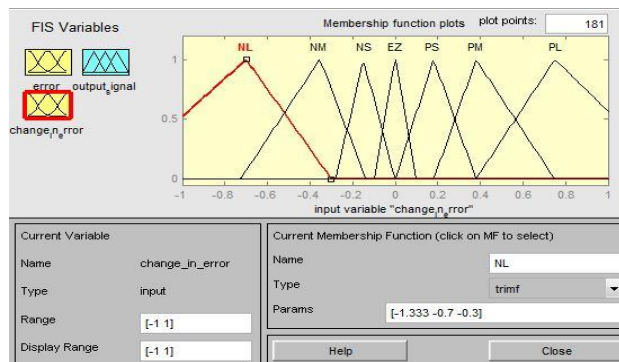 FIS Variables
Membership function plots
plot points:
181
error
output_signal
change_in_error
NL
NM
NS
EZ
PS
PM
PL
1
0.5
0
-1
-0.8
-0.6
-0.4
-0.2
0
0.2
0.4
0.6
0.8
1
input variable "change_in_error"
Current Variable
Name
change_in_error
Type
input
Range
[-1 1]
Display Range
[-1 1]
Current Membership Function (click on MF to select)
Name
NL
Type
trimf
Params
[-1.333 -0.7 -0.3]
Help
Close